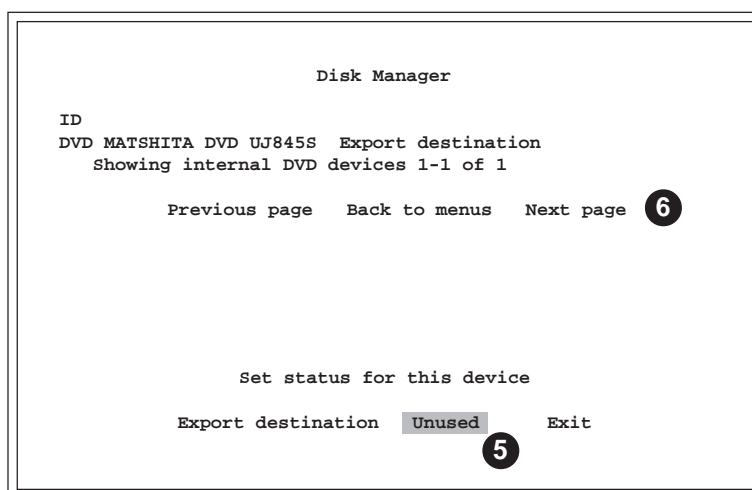 Disk Manager
ID
DVD MATSHITA DVD UJ845S Export destination
Showing internal DVD devices 1-1 of 1
Previous page Back to menus Next page 6
Set status for this device
Export destination Unused Exit
5